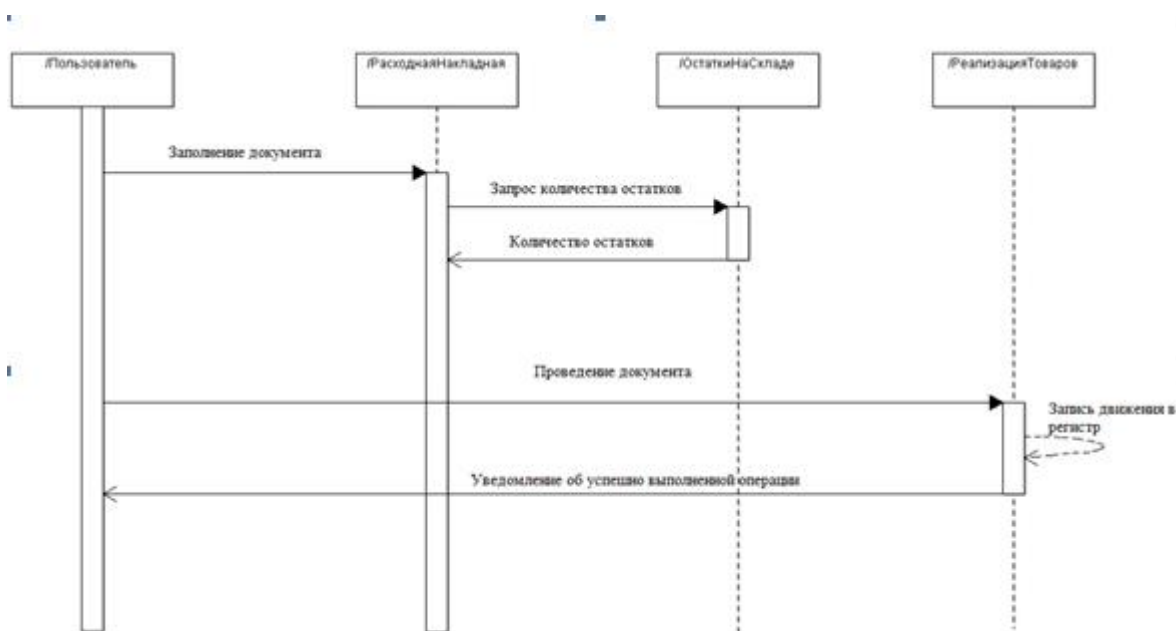 /Пользователь
/РасходнаяНакладная
/ОстаткиНаСкладе
/РеализацияТоваров
Заполнение документа
Запрос количества остатков
Количество остатков
Проведение документа
Запись движения в
регистр
Уведомление об успешно выполненной операции